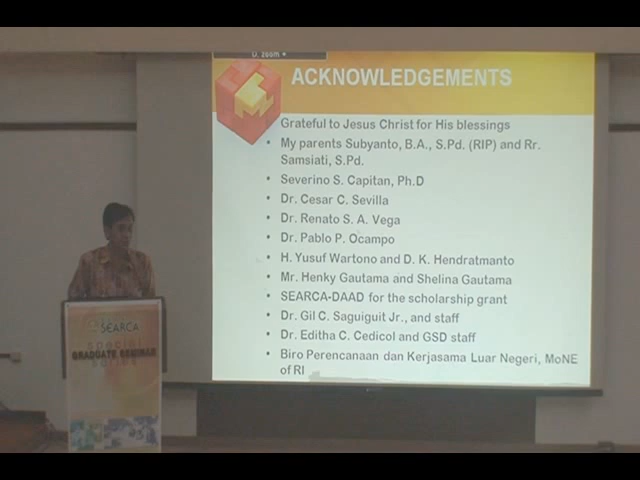 D. zoom
ACKNOWLEDGEMENTS
Grateful to Jesus Christ for His blessings
• My parents Subyanto, B.A., S.Pd. (RIP) and Rr.
Samsiati, S.Pd.
• Severino S. Capitan, Ph.D
• Dr. Cesar C. Sevilla
• Dr. Renato S. A. Vega
• Dr. Pablo P. Ocampo
• H. Yusuf Wartono and D. K. Hendratmanto
• Mr. Henky Gautama and Shelina Gautama
• SEARCA-DAAD for the scholarship grant
• Dr. Gil C. Saguiguit Jr., and staff
• Dr. Editha C. Cedicol and GSD staff
• Biro Perencanaan dan Kerjasama Luar Negeri, MoNE
of RI
SEARCA
special
GRADUATE SEMINAR
series